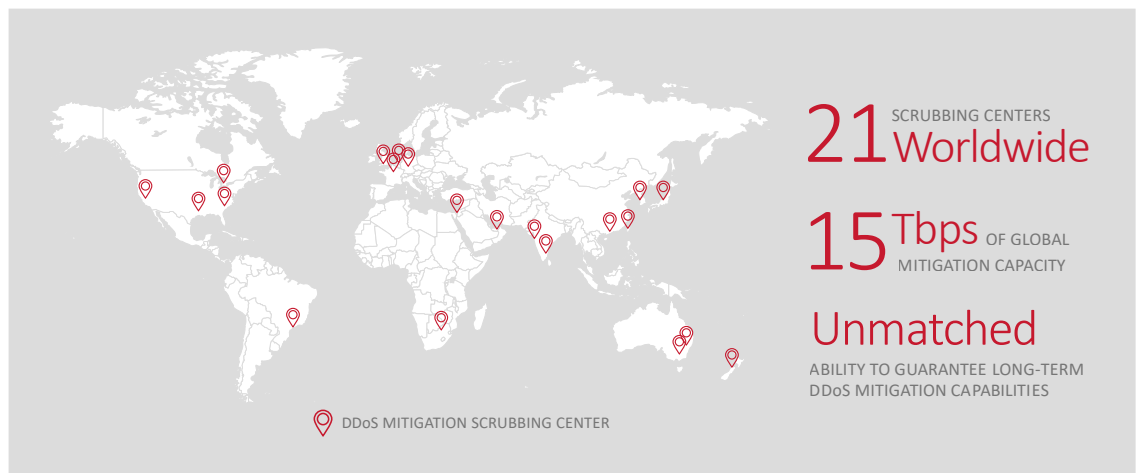 21 SCRUBBING CENTERS
Worldwide
15 Tbps OF GLOBAL
MITIGATION CAPACITY
Unmatched
ABILITY TO GUARANTEE LONG-TERM
DDoS MITIGATION CAPABILITIES
DDoS MITIGATION SCRUBBING CENTER